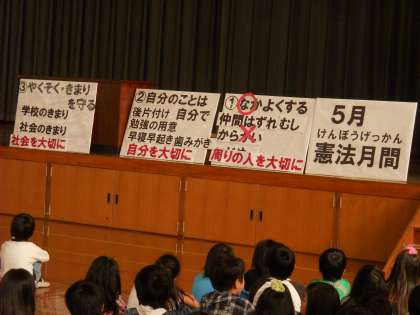 5月
けんぽうげっかん
憲法月間
①なかよくする
仲間はずれ むし
からかい
周りの人を大切に
②自分のことは
後片付け 自分で
勉強の用意
早寝早起き歯みがき
自分を大切に
③やくそく・きまり
を守る
学校のきまり
社会のきまり
社会を大切に